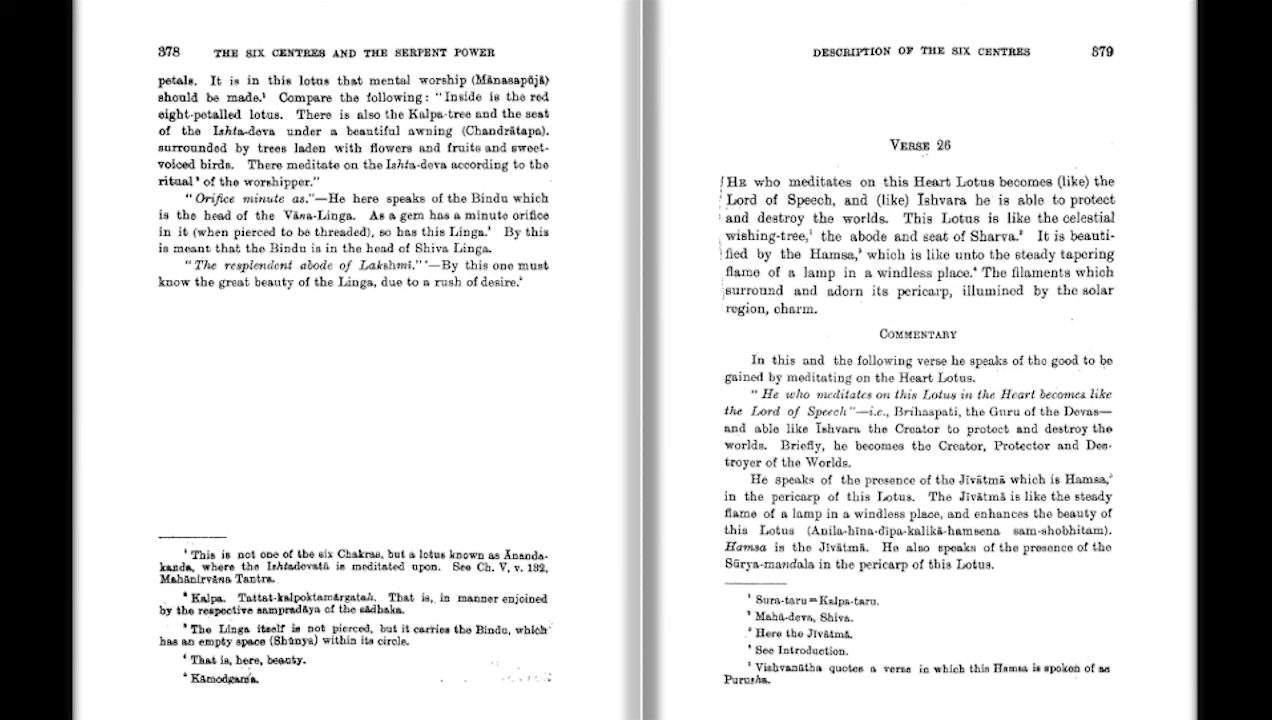 378 THE SIX CENTRES AND THE SERPENT POWER
petals. It is in this lotus that mental worship (Mānasapūjā)
should be made.¹ Compare the following: "Inside is the red
eight-petalled lotus. There is also the Kalpa-tree and the seat
of the Ishta-deva under a beautiful awning (Chandrātapa),
surrounded by trees laden with flowers and fruits and sweet-
voiced birds. There meditate on the Ishta-deva according to the
ritual² of the worshipper."
"Orifice minute as."—He here speaks of the Bindu which
is the head of the Vāna-Linga. As a gem has a minute orifice
in it (when pierced to be threaded), so has this Linga.³ By this
is meant that the Bindu is in the head of Shiva Linga.
"The resplendent abode of Lakshmī."⁴—By this one must
know the great beauty of the Linga, due to a rush of desire.⁵
¹ This is not one of the six Chakras, but a lotus known as Ānanda-
kanda, where the Ishtadevatā is meditated upon. See Ch. V, v. 132,
Mahānirvāna Tantra.
² Kalpa. Tattat-kalpoktamārgatah. That is, in manner enjoined
by the respective sampradāya of the sādhaka.
³ The Linga itself is not pierced, but it carries the Bindu, which
has an empty space (Shūnya) within its circle.
⁴ That is, here, beauty.
⁵ Kāmodgama.
DESCRIPTION OF THE SIX CENTRES 379
VERSE 26
HE who meditates on this Heart Lotus becomes (like) the
Lord of Speech, and (like) Īshvara he is able to protect
and destroy the worlds. This Lotus is like the celestial
wishing-tree,¹ the abode and seat of Sharva.² It is beauti-
fied by the Hamsa,³ which is like unto the steady tapering
flame of a lamp in a windless place.⁴ The filaments which
surround and adorn its pericarp, illumined by the solar
region, charm.
COMMENTARY
In this and the following verse he speaks of the good to be
gained by meditating on the Heart Lotus.
"He who meditates on this Lotus in the Heart becomes like
the Lord of Speech"—i.e., Brihaspati, the Guru of the Devas—
and able like Īshvara the Creator to protect and destroy the
worlds. Briefly, he becomes the Creator, Protector and Des-
troyer of the Worlds.
He speaks of the presence of the Jīvātmā which is Hamsa,⁵
in the pericarp of this Lotus. The Jīvātmā is like the steady
flame of a lamp in a windless place, and enhances the beauty of
this Lotus (Anila-hīna-dīpa-kalikā-hamsena sam-shobhitam).
Hamsa is the Jīvātmā. He also speaks of the presence of the
Sūrya-mandala in the pericarp of this Lotus.
¹ Sura-taru = Kalpa-taru.
² Mahā-deva, Shiva.
³ Here the Jīvātmā.
⁴ See Introduction.
⁵ Vishvanātha quotes a verse in which this Hamsa is spoken of as
Purusha.